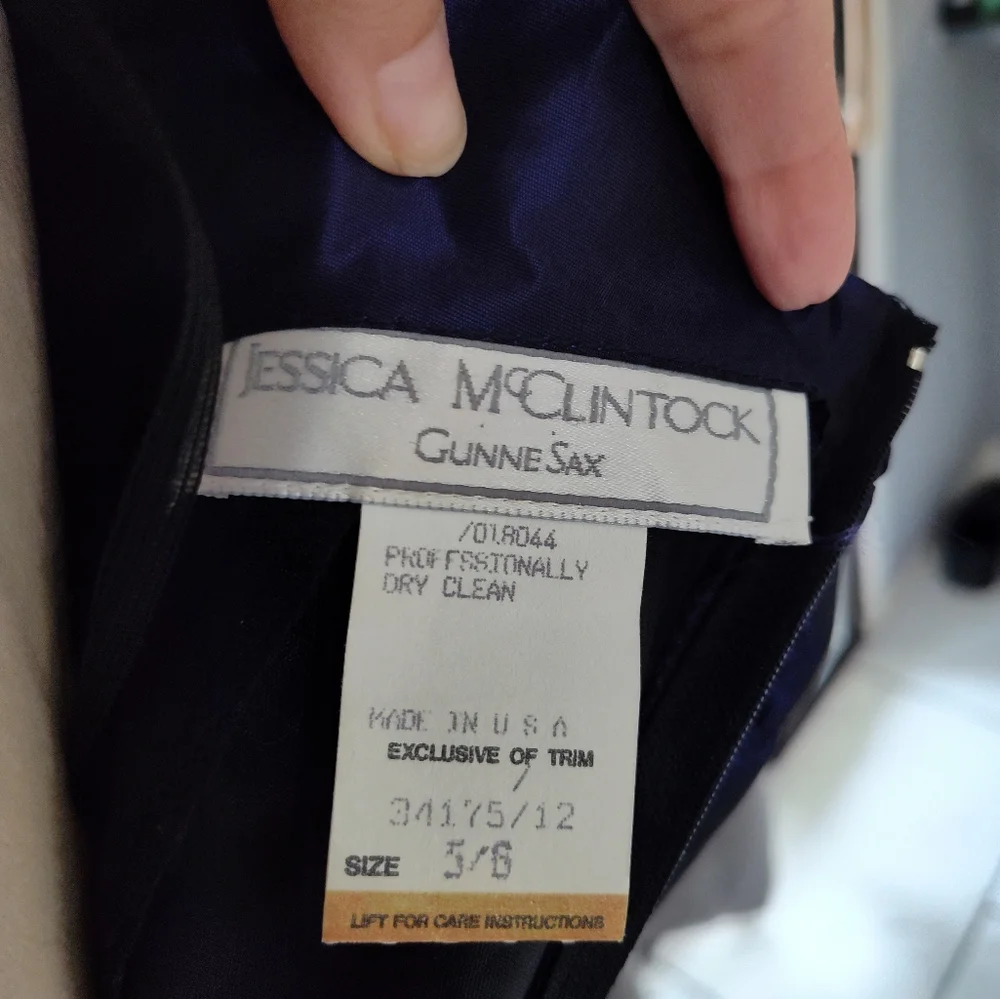 JESSICA McCLINTOCK
GUNNE SAX
/018044
PROFESSIONALLY
DRY CLEAN
MADE IN U S A
EXCLUSIVE OF TRIM
/
34175/12
SIZE 5/6
LIFT FOR CARE INSTRUCTIONS